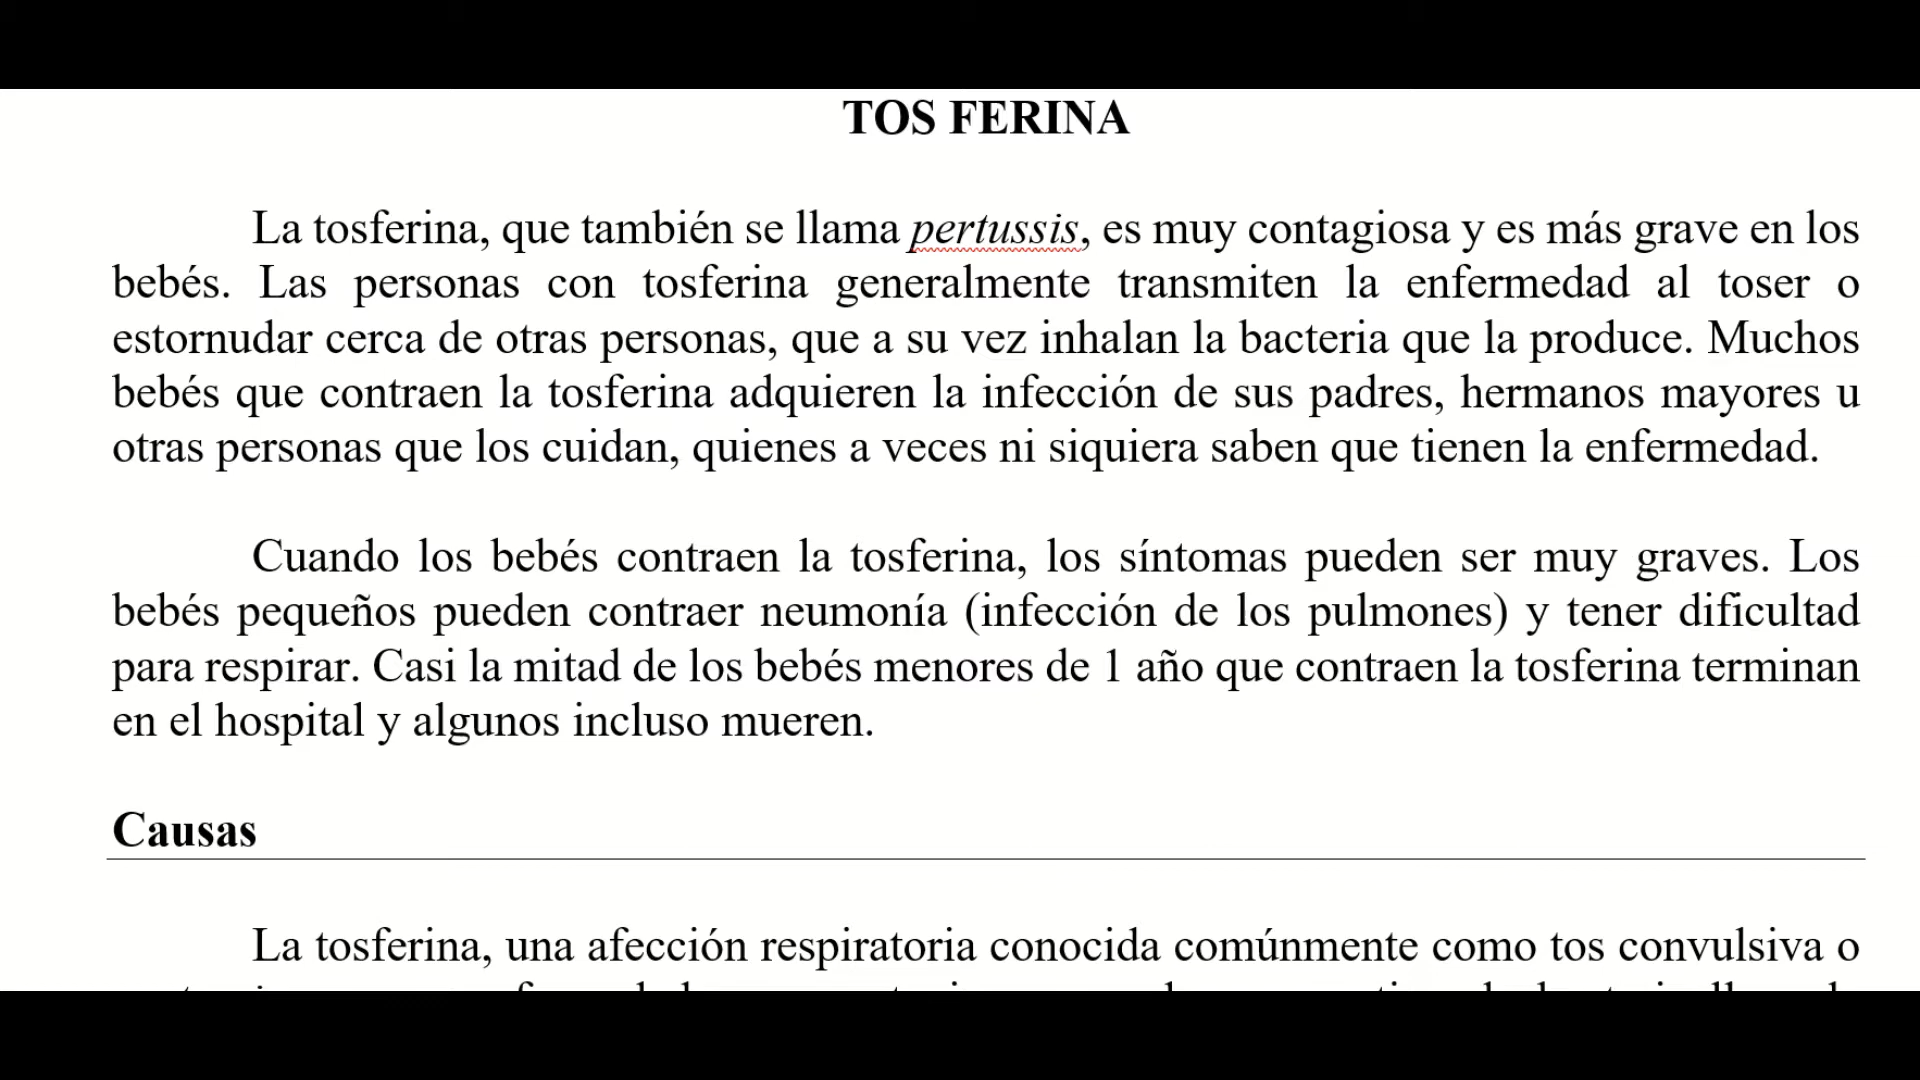 TOS FERINA
La tosferina, que también se llama pertussis, es muy contagiosa y es más grave en los
bebés. Las personas con tosferina generalmente transmiten la enfermedad al toser o
estornudar cerca de otras personas, que a su vez inhalan la bacteria que la produce. Muchos
bebés que contraen la tosferina adquieren la infección de sus padres, hermanos mayores u
otras personas que los cuidan, quienes a veces ni siquiera saben que tienen la enfermedad.
Cuando los bebés contraen la tosferina, los síntomas pueden ser muy graves. Los
bebés pequeños pueden contraer neumonía (infección de los pulmones) y tener dificultad
para respirar. Casi la mitad de los bebés menores de 1 año que contraen la tosferina terminan
en el hospital y algunos incluso mueren.
Causas
La tosferina, una afección respiratoria conocida comúnmente como tos convulsiva o